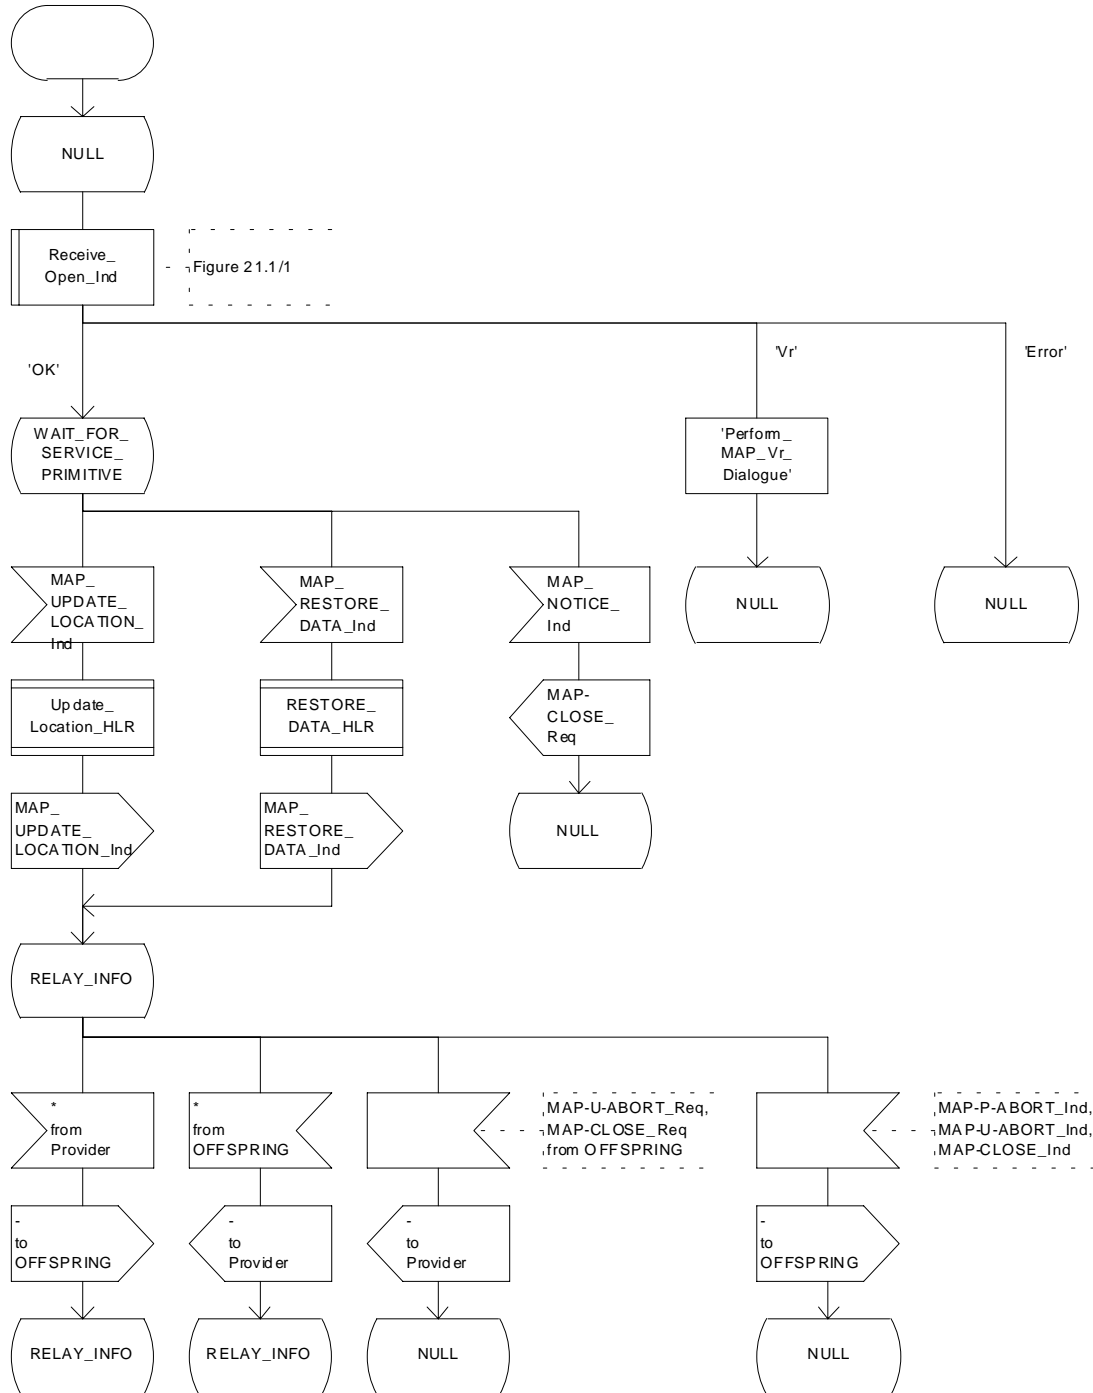 NULL
Receive_
Open_Ind
Figure 21.1/1
'OK'
'Vr'
'Error'
WAIT_FOR_
SERVICE_
PRIMITIVE
'Perform_
MAP_Vr_
Dialogue'
MAP_
UPDATE_
LOCATION_
Ind
MAP_
RESTORE_
DATA_Ind
MAP_
NOTICE_
Ind
NULL
NULL
Update_
Location_HLR
RESTORE_
DATA_HLR
MAP-
CLOSE_
Req
MAP_
UPDATE_
LOCATION_Ind
MAP_
RESTORE_
DATA_Ind
NULL
RELAY_INFO
*
from
Provider
*
from
OFFSPRING
MAP-U-ABORT_Req,
MAP-CLOSE_Req
from OFFSPRING
MAP-P-ABORT_Ind,
MAP-U-ABORT_Ind,
MAP-CLOSE_Ind
-
to
OFFSPRING
-
to
Provider
-
to
Provider
-
to
OFFSPRING
RELAY_INFO
RELAY_INFO
NULL
NULL